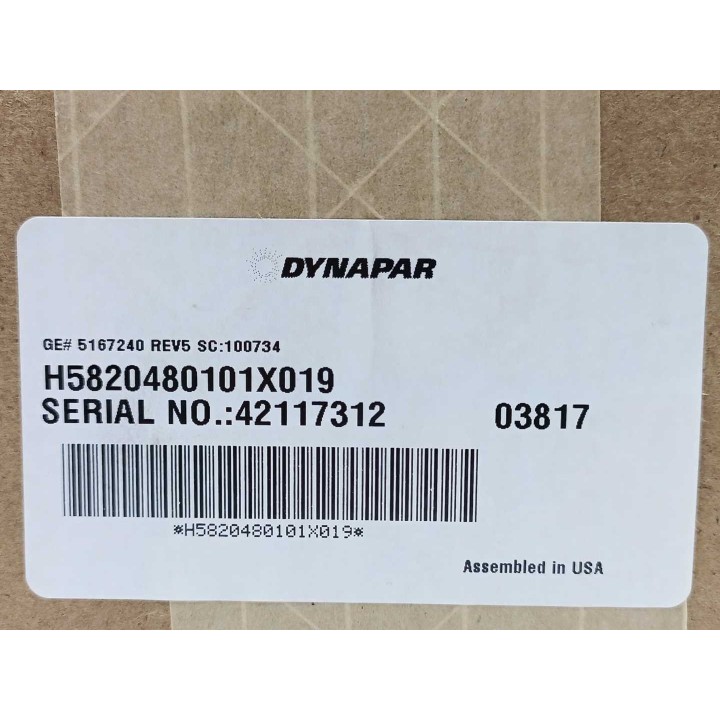 DYNAPAR
GE# 5167240 REV5 SC:100734
H5820480101X019
SERIAL NO.:42117312 03817
*H5820480101X019*
Assembled in USA